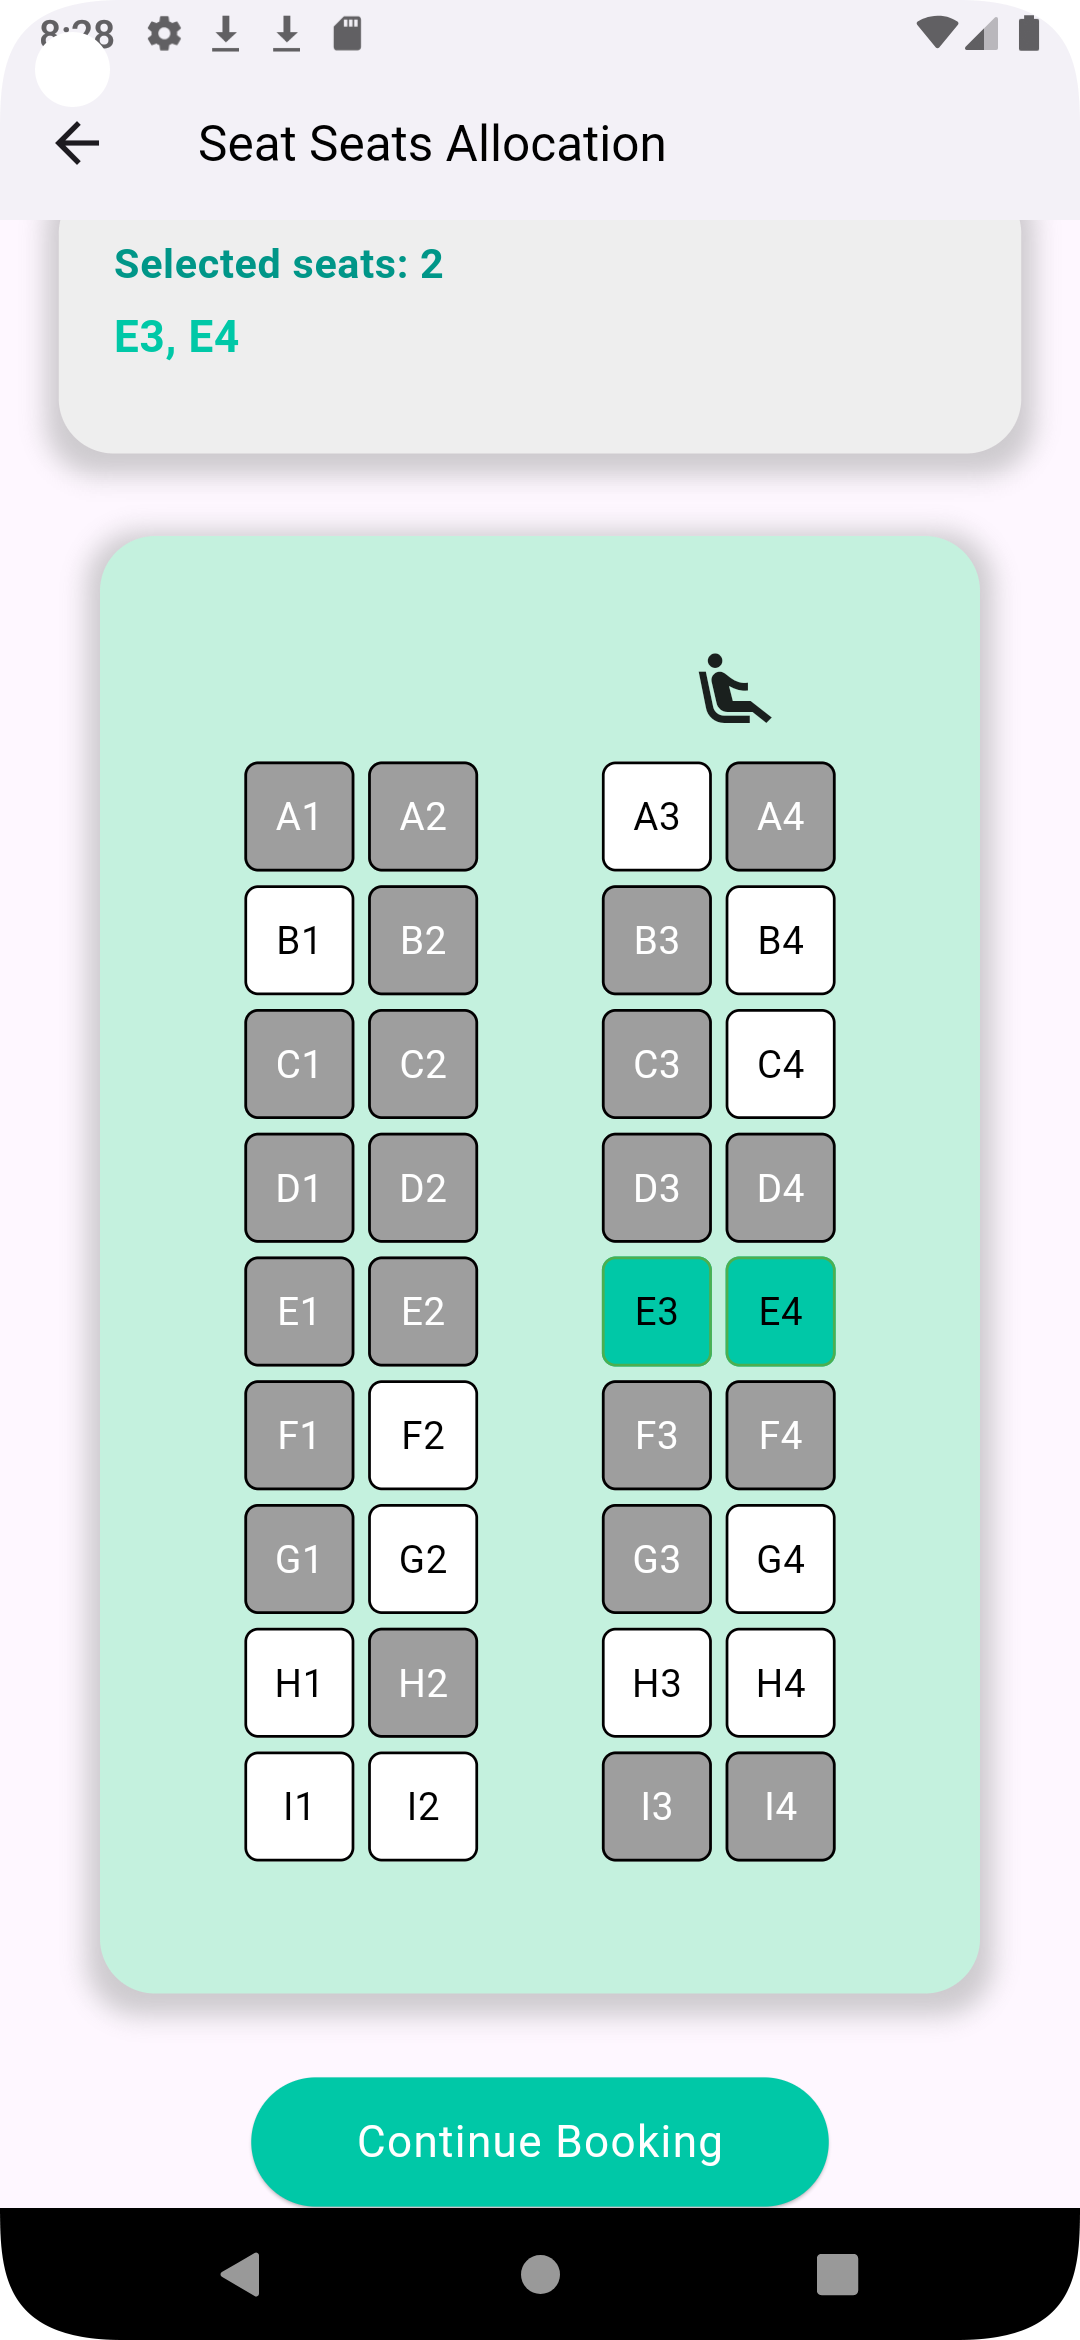 Seat Seats Allocation
Selected seats: 2
E3, E4
A1 A2 A3 A4
B1 B2 B3 B4
C1 C2 C3 C4
D1 D2 D3 D4
E1 E2 E3 E4
F1 F2 F3 F4
G1 G2 G3 G4
H1 H2 H3 H4
I1 I2 I3 I4
Continue Booking